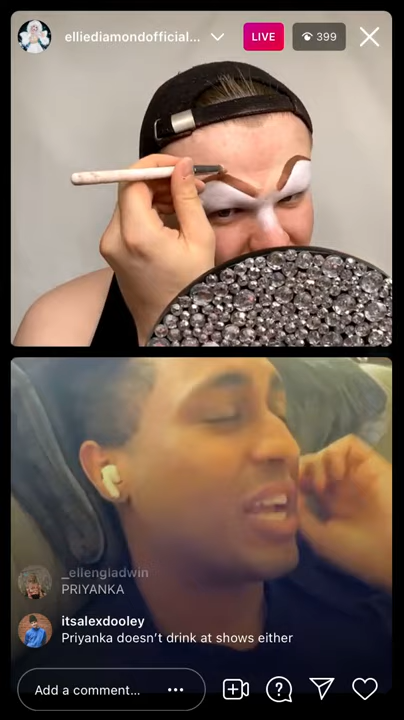 elliediamondofficial...
LIVE
399
_ellengladwin
PRIYANKA
itsalexdooley
Priyanka doesn't drink at shows either
Add a comment...